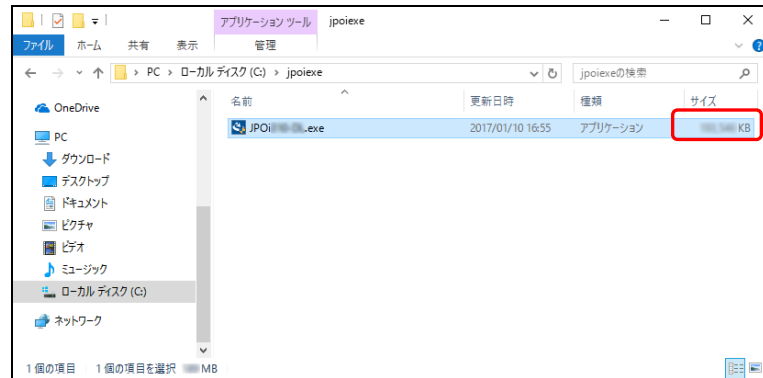 アプリケーション ツール jpoiexe
ファイル ホーム 共有 表示 管理
PC › ローカル ディスク (C:) › jpoiexe jpoiexeの検索
名前 更新日時 種類 サイズ
JPOi .exe 2017/01/10 16:55 アプリケーション KB
OneDrive
PC
ダウンロード
デスクトップ
ドキュメント
ピクチャ
ビデオ
ミュージック
ローカル ディスク (C:)
ネットワーク
1 個の項目 1 個の項目を選択 MB